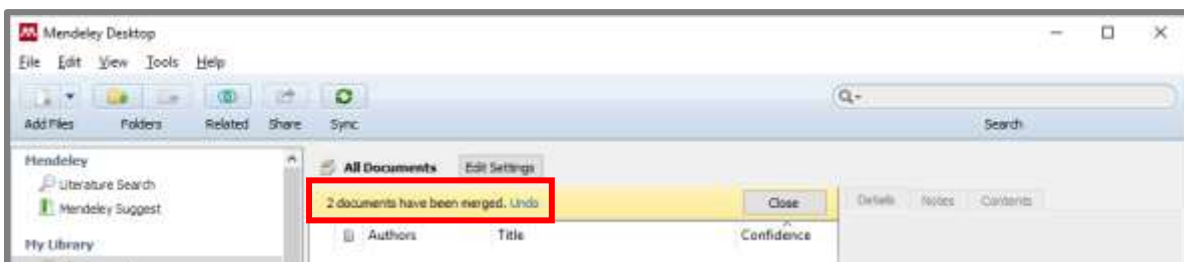 Mendeley Desktop
File Edit View Tools Help
Add Files Folders Related Share Sync Search
Mendeley
Literature Search
Mendeley Suggest
My Library
All Documents Edit Settings
2 documents have been merged. Undo Close
Authors Title Confidence
Details Notes Contents